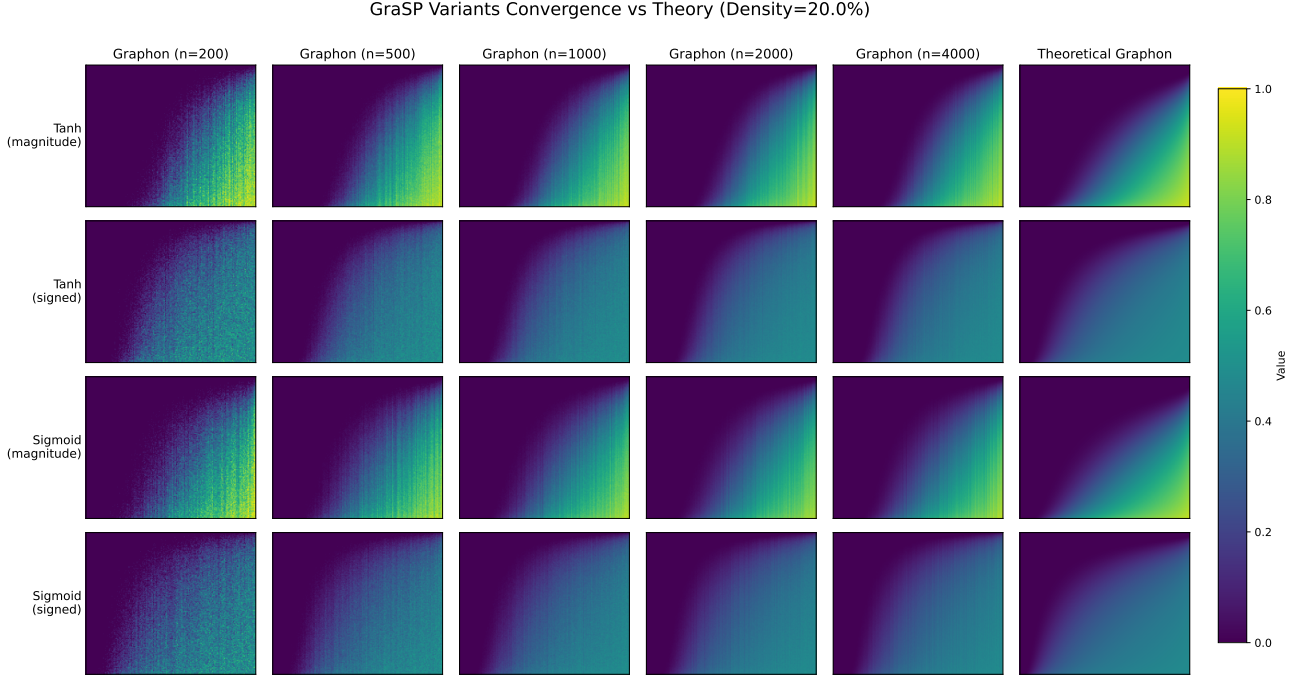 GraSP Variants Convergence vs Theory (Density=20.0%)
Graphon (n=200)
Graphon (n=500)
Graphon (n=1000)
Graphon (n=2000)
Graphon (n=4000)
Theoretical Graphon
Tanh
(magnitude)
Tanh
(signed)
Sigmoid
(magnitude)
Sigmoid
(signed)
1.0
0.8
0.6
0.4
0.2
0.0
Value